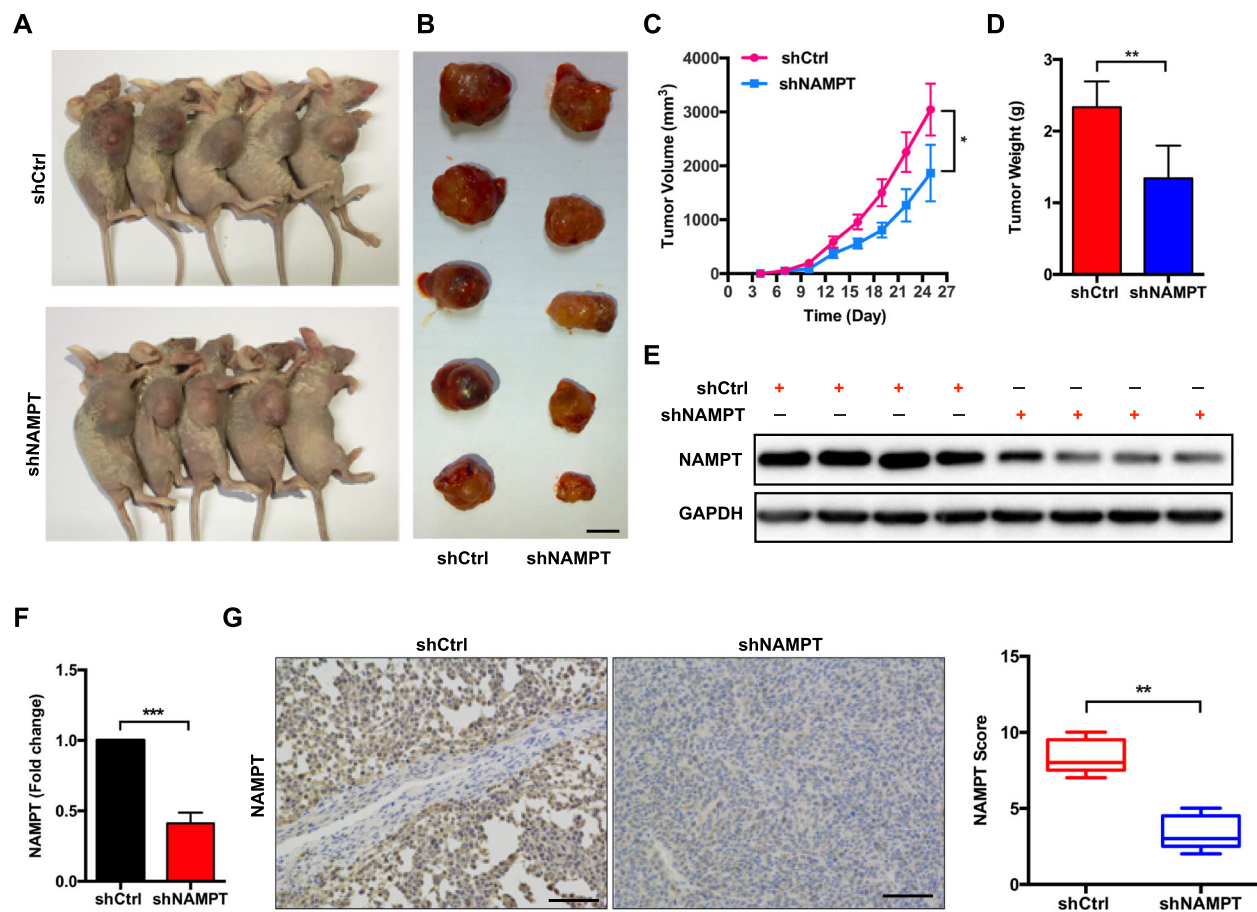 A
shCtrl
shNAMPT
B
shCtrl shNAMPT
C
shCtrl
shNAMPT
Tumor Volume (mm³)
4000
3000
2000
1000
0
*
0 3 6 9 12 15 18 21 24 27
Time (Day)
D
Tumor Weight (g)
3
2
1
0
**
shCtrl shNAMPT
E
shCtrl + + + + – – – –
shNAMPT – – – – + + + +
NAMPT
GAPDH
F
NAMPT (Fold change)
1.5
1.0
0.5
0.0
***
shCtrl shNAMPT
G
shCtrl shNAMPT
NAMPT
NAMPT Score
15
10
5
0
**
shCtrl shNAMPT